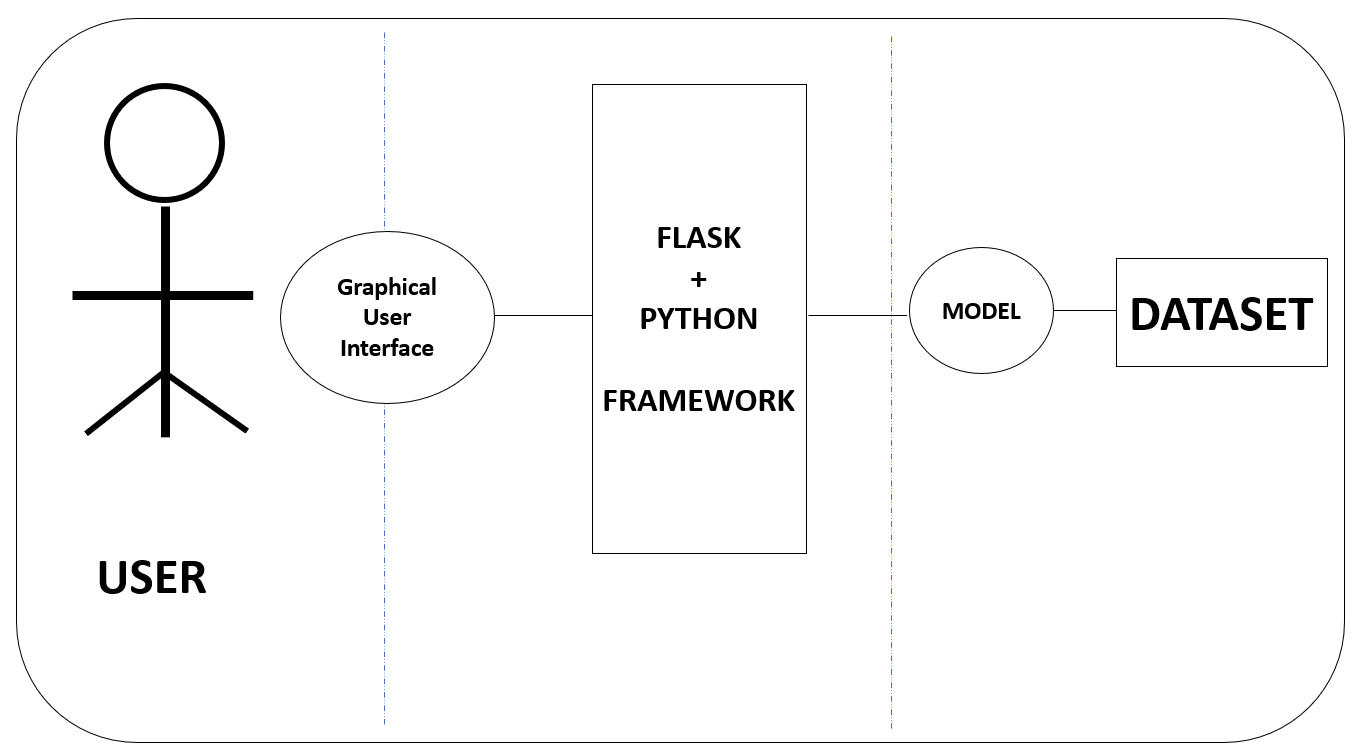 USER
Graphical
User
Interface
FLASK
+
PYTHON
FRAMEWORK
MODEL
DATASET